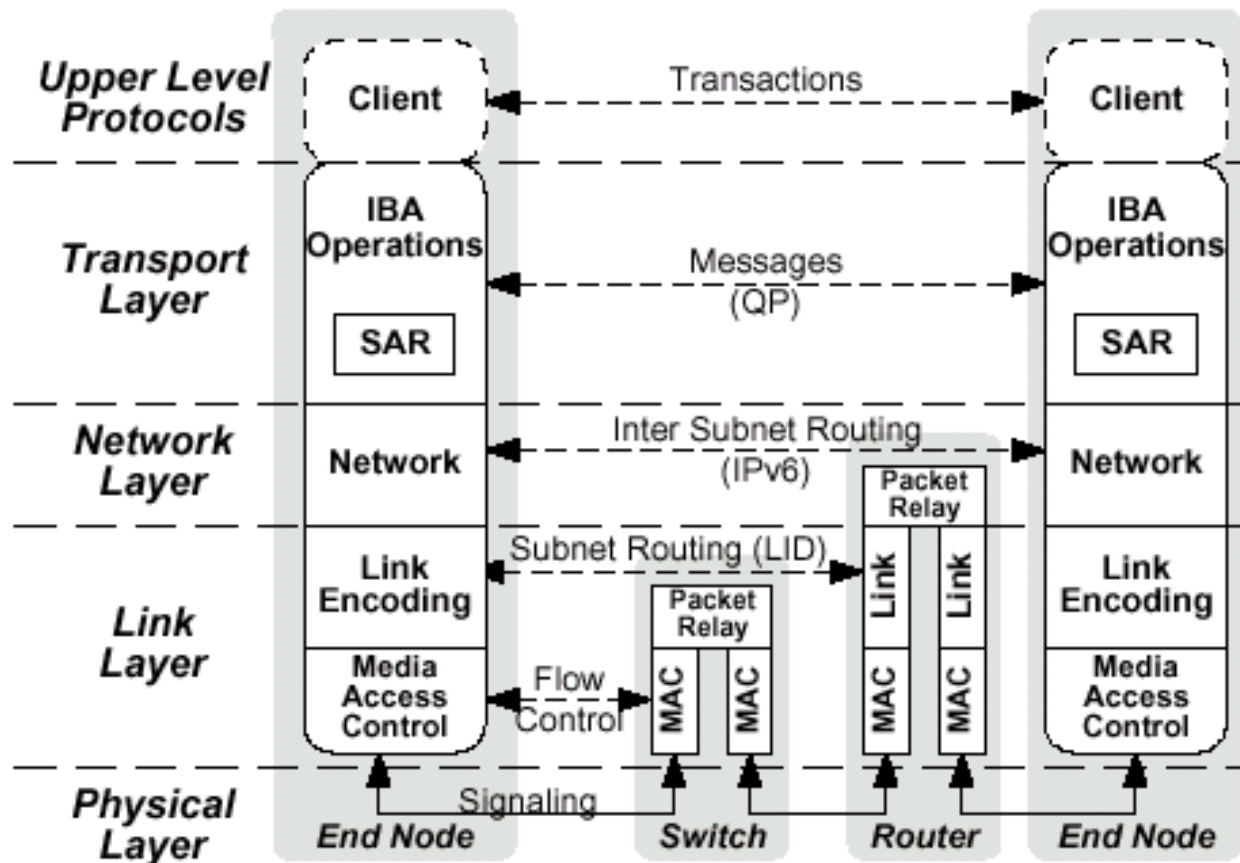 Upper Level
Protocols
Client
Transactions
Client
Transport
Layer
IBA
Operations
SAR
Messages
(QP)
IBA
Operations
SAR
Network
Layer
Network
Inter Subnet Routing
(IPv6)
Packet
Relay
Network
Link
Layer
Link
Encoding
Subnet Routing (LID)
Packet
Relay
Link
Link
Link
Encoding
Media
Access
Control
Flow
Control
MAC
MAC
MAC
MAC
Media
Access
Control
Physical
Layer
Signaling
End Node
Switch
Router
End Node